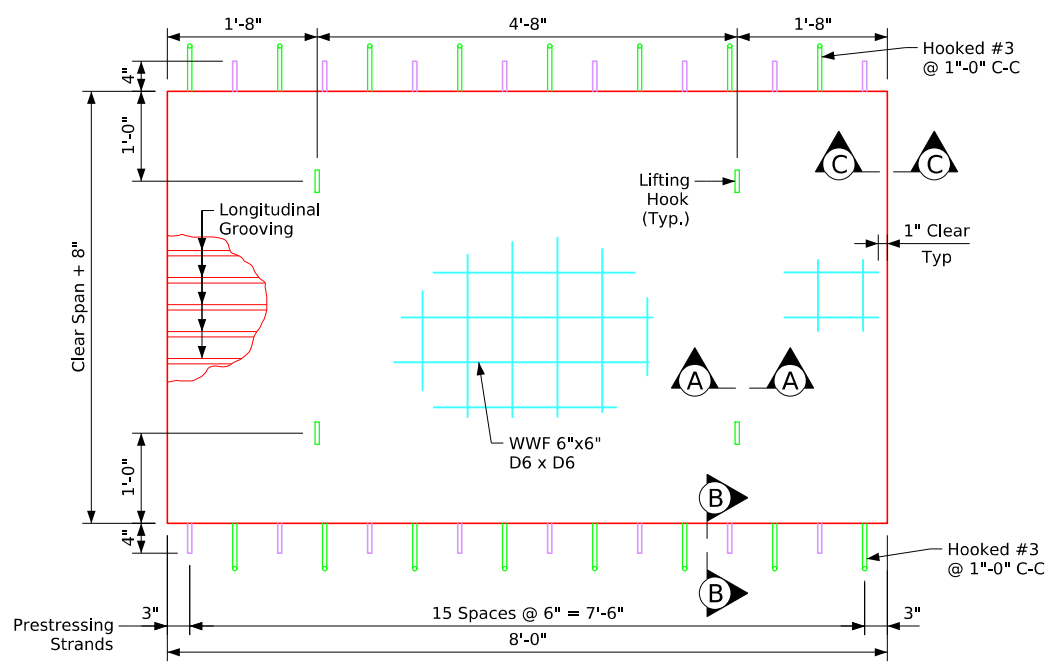 1'-8"
4'-8"
1'-8"
Hooked #3
@ 1"-0" C-C
4"
1'-0"
C
C
Lifting
Hook
(Typ.)
Longitudinal
Grooving
1" Clear
Typ
Clear Span + 8"
A
A
WWF 6"x6"
D6 x D6
1'-0"
B
4"
Hooked #3
@ 1"-0" C-C
B
3"
15 Spaces @ 6" = 7'-6"
3"
Prestressing
Strands
8'-0"